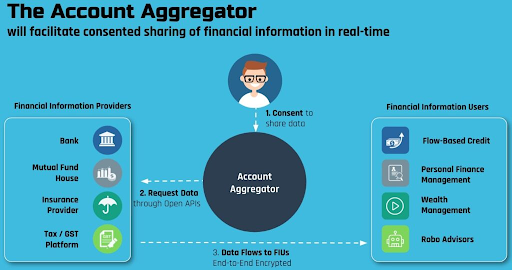 The Account Aggregator
will facilitate consented sharing of financial information in real-time
Financial Information Providers
Financial Information Users
1. Consent to
share data
Bank
Mutual Fund
House
Insurance
Provider
Tax / GST
Platform
Account
Aggregator
2. Request Data
through Open APIs
Flow-Based Credit
Personal Finance
Management
Wealth
Management
Robo Advisors
3. Data Flows to FIUs
End-to-End Encrypted